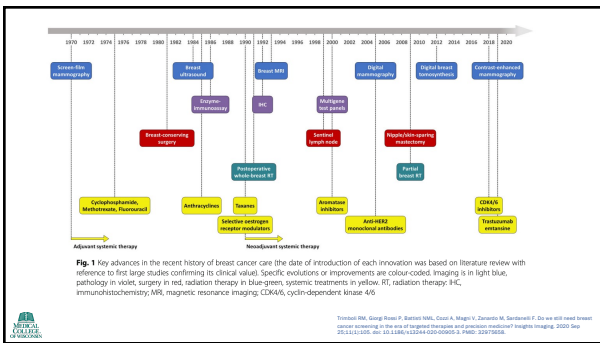 1970 1972 1974 1976 1978 1980 1982 1984 1986 1988 1990 1992 1994 1996 1998 2000 2002 2004 2006 2008 2010 2012 2014 2016 2018 2020
Screen-film
mammography
Breast
ultrasound
Breast MRI
Digital
mammography
Digital breast
tomosynthesis
Contrast-enhanced
mammography
Enzyme-
immunoassay
IHC
Multigene
test panels
Breast-conserving
surgery
Sentinel
lymph node
Nipple/skin-sparing
mastectomy
Postoperative
whole-breast RT
Partial
breast RT
Cyclophosphamide,
Methotrexate, Fluorouracil
Anthracyclines
Taxanes
Aromatase
inhibitors
CDK4/6
inhibitors
Selective oestrogen
receptor modulators
Anti-HER2
monoclonal antibodies
Trastuzumab
emtansine
Adjuvant systemic therapy
Neoadjuvant systemic therapy
Fig. 1 Key advances in the recent history of breast cancer care (the date of introduction of each innovation was based on literature review with
reference to first large studies confirming its clinical value). Specific evolutions or improvements are colour-coded. Imaging is in light blue,
pathology in violet, surgery in red, radiation therapy in blue-green, systemic treatments in yellow. RT, radiation therapy; IHC,
immunohistochemistry; MRI, magnetic resonance imaging; CDK4/6, cyclin-dependent kinase 4/6
MEDICAL
COLLEGE
OF WISCONSIN
Trimboli RM, Giorgi Rossi P, Battisti NML, Cozzi A, Magni V, Zanardo M, Sardanelli F. Do we still need breast
cancer screening in the era of targeted therapies and precision medicine? Insights Imaging. 2020 Sep
25;11(1):105. doi: 10.1186/s13244-020-00905-3. PMID: 32975658.